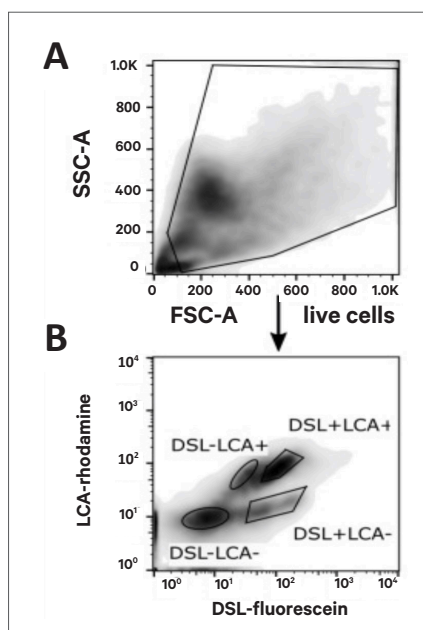 A
1.0K
800
600
400
200
0
SSC-A
0 200 400 600 800 1.0K
FSC-A live cells
B
10⁴
10³
10²
10¹
10⁰
LCA-rhodamine
DSL+LCA+
DSL-LCA+
DSL+LCA-
DSL-LCA-
10⁰ 10¹ 10² 10³ 10⁴
DSL-fluorescein